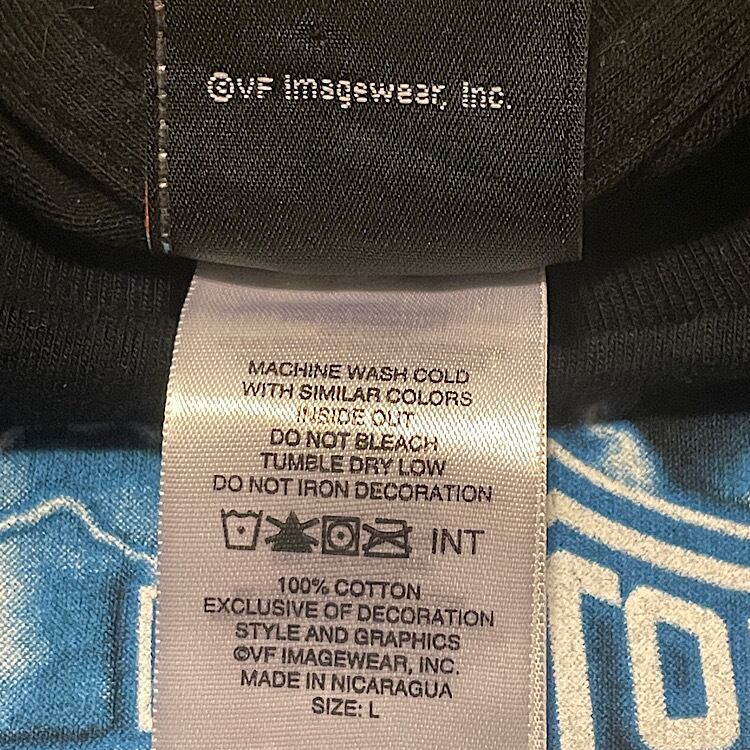 ©VF Imagewear, Inc.
MACHINE WASH COLD
WITH SIMILAR COLORS
INSIDE OUT
DO NOT BLEACH
TUMBLE DRY LOW
DO NOT IRON DECORATION
INT
100% COTTON
EXCLUSIVE OF DECORATION
STYLE AND GRAPHICS
©VF IMAGEWEAR, INC.
MADE IN NICARAGUA
SIZE: L
TO